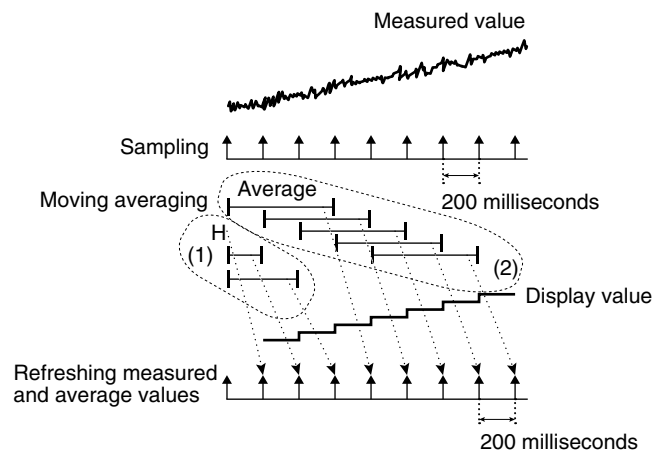 Measured value
Sampling
200 milliseconds
Moving averaging
Average
H
(1)
(2)
Display value
Refreshing measured
and average values
200 milliseconds